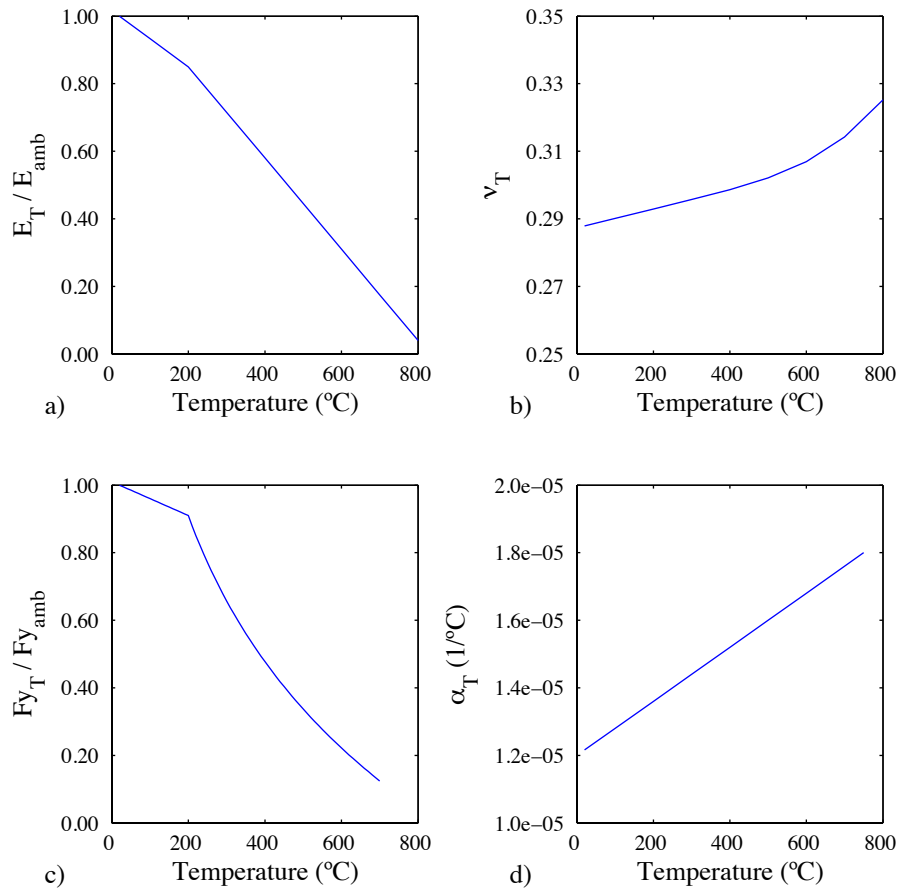 1.00
0.80
0.60
0.40
0.20
0.00
E_T / E_amb
0 200 400 600 800
Temperature (ºC)
a)
0.35
0.33
0.31
0.29
0.27
0.25
ν_T
0 200 400 600 800
Temperature (ºC)
b)
1.00
0.80
0.60
0.40
0.20
0.00
Fy_T / Fy_amb
0 200 400 600 800
Temperature (ºC)
c)
2.0e−05
1.8e−05
1.6e−05
1.4e−05
1.2e−05
1.0e−05
α_T (1/ºC)
0 200 400 600 800
Temperature (ºC)
d)